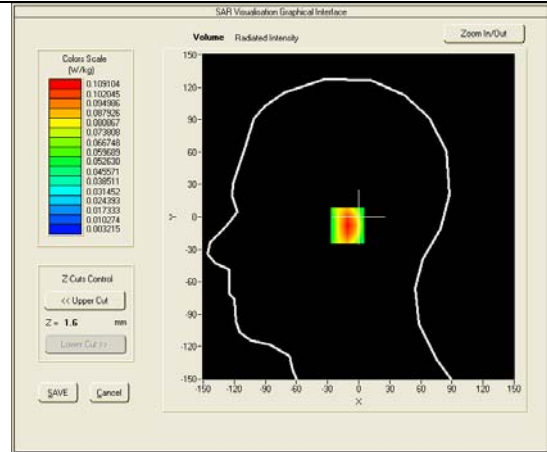 SAR Visualisation Graphical Interface
Volume Radiated Intensity
Zoom In/Out
Colors Scale
(W/kg)
0.109104
0.102045
0.094986
0.087926
0.080867
0.073808
0.066748
0.059689
0.052630
0.045571
0.038511
0.031452
0.024393
0.017333
0.010274
0.003215
Z Cuts Control
<< Upper Cut
Z = 1.6 mm
Lower Cut >>
SAVE Cancel
150
120
90
60
30
0
-30
-60
-90
-120
-150
Y
-150 -120 -90 -60 -30 0 30 60 90 120 150
X